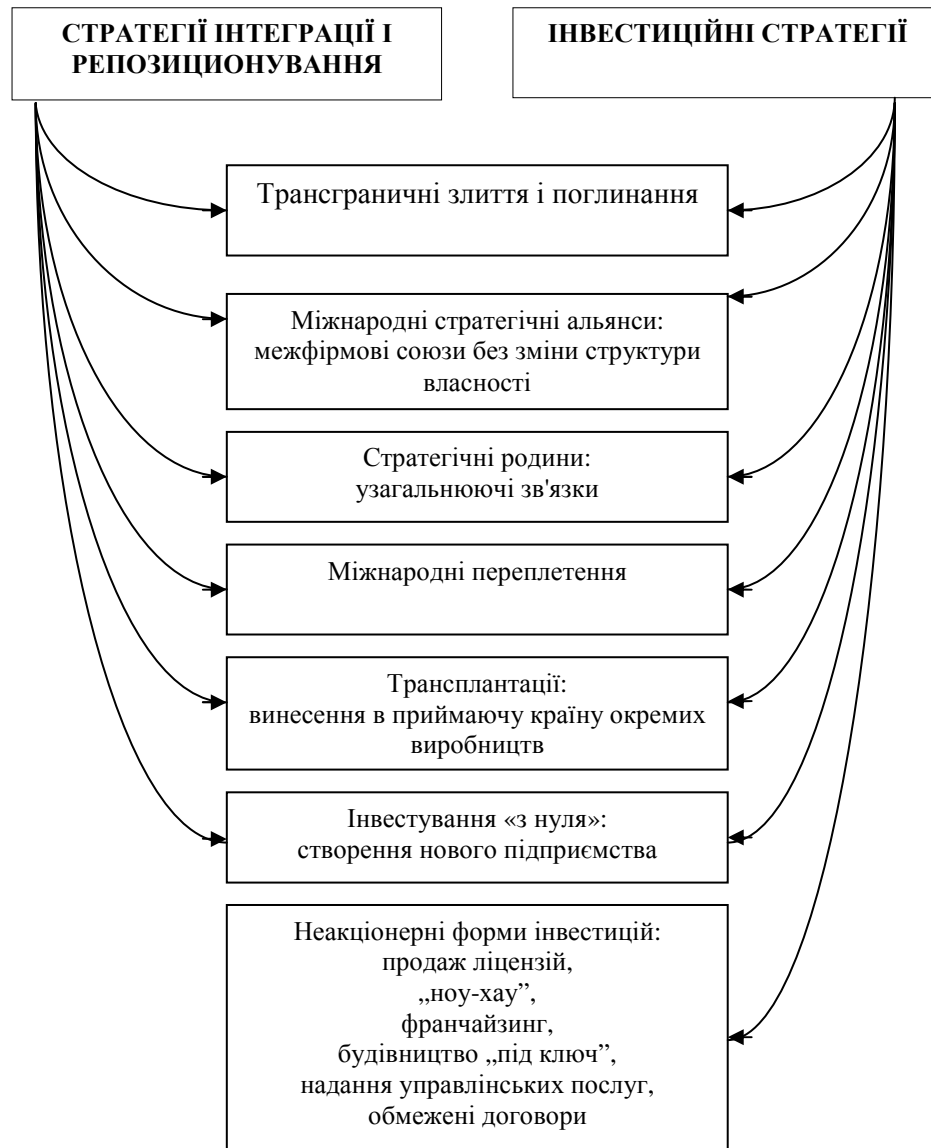 СТРАТЕГІЇ ІНТЕГРАЦІЇ І
РЕПОЗИЦИОНУВАННЯ
ІНВЕСТИЦІЙНІ СТРАТЕГІЇ
Трансграничні злиття і поглинання
Міжнародні стратегічні альянси:
межфірмові союзи без зміни структури
власності
Стратегічні родини:
узагальнюючі зв'язки
Міжнародні переплетення
Трансплантації:
винесення в приймаючу країну окремих
виробництв
Інвестування «з нуля»:
створення нового підприємства
Неакціонерні форми інвестицій:
продаж ліцензій,
„ноу-хау”,
франчайзинг,
будівництво „під ключ”,
надання управлінських послуг,
обмежені договори